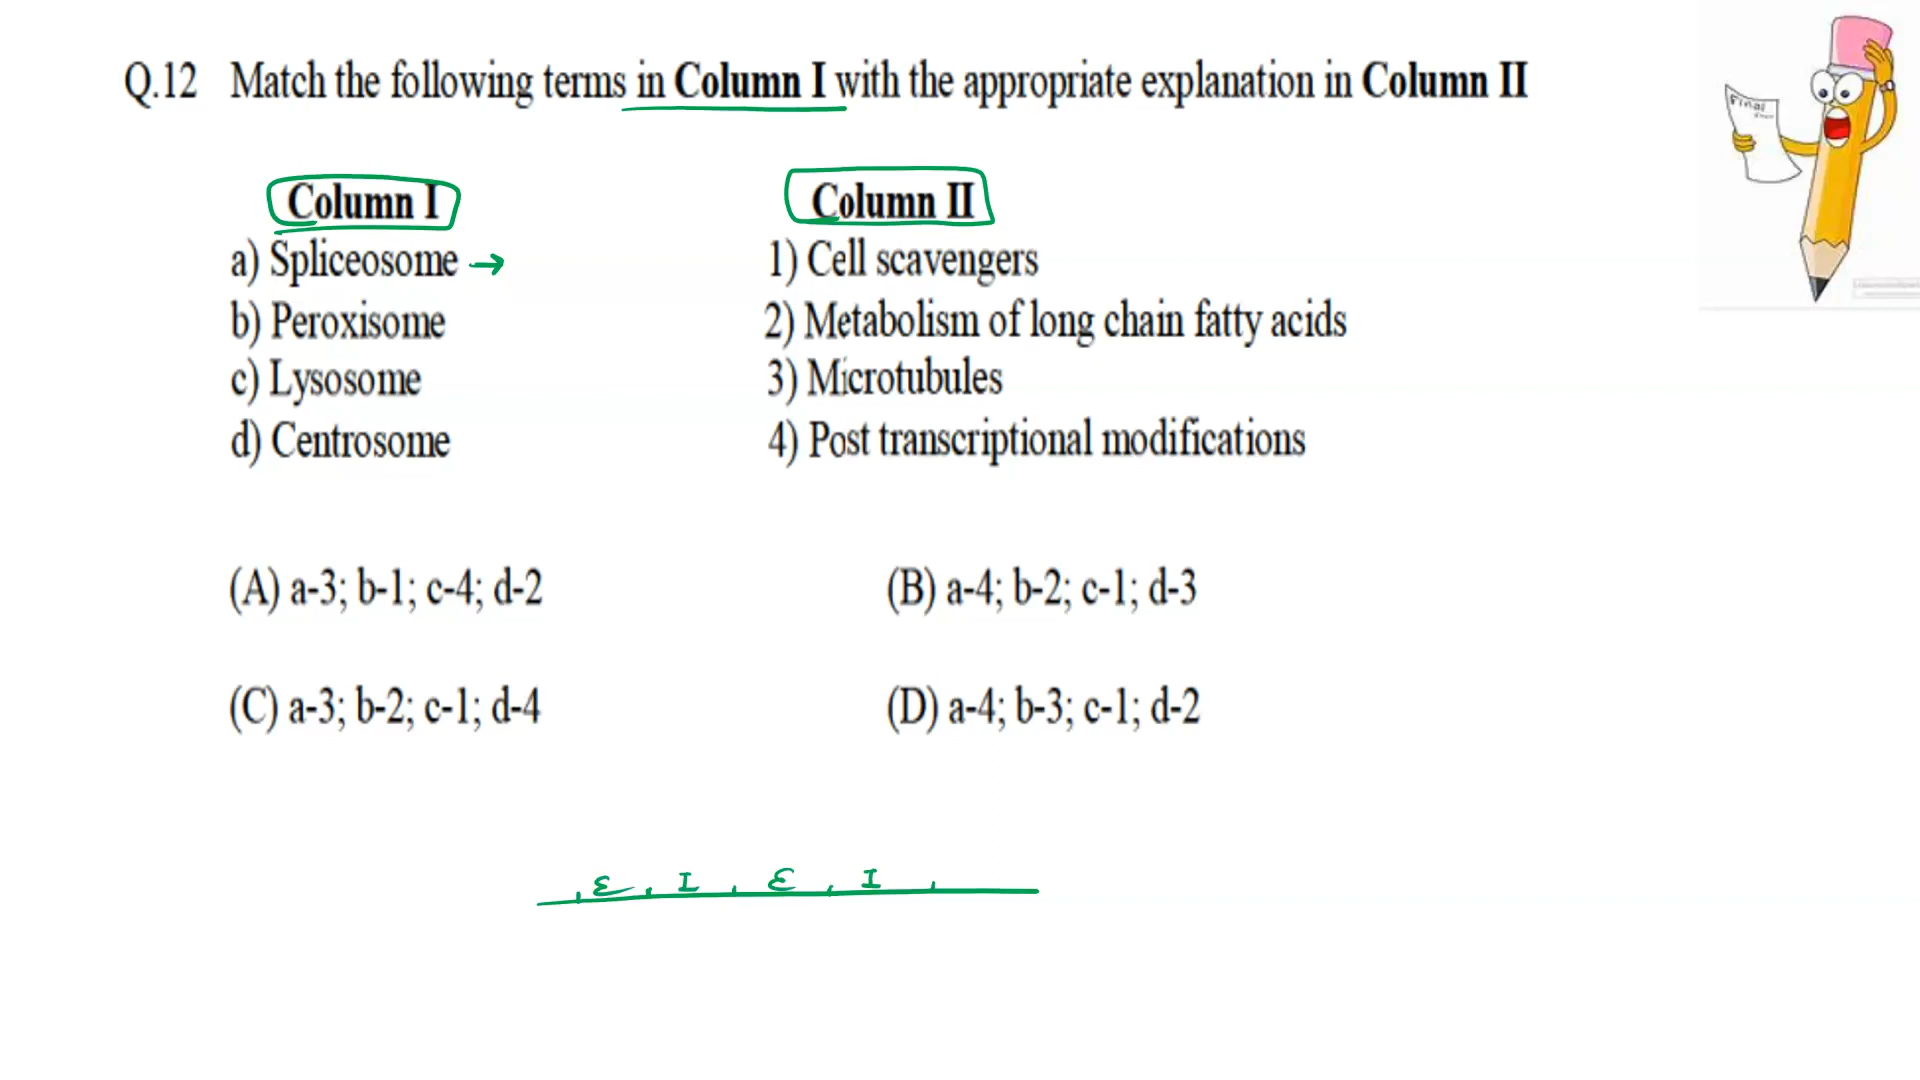 Q.12 Match the following terms in Column I with the appropriate explanation in Column II
Final
Column I Column II
a) Spliceosome → 1) Cell scavengers
b) Peroxisome 2) Metabolism of long chain fatty acids
c) Lysosome 3) Microtubules
d) Centrosome 4) Post transcriptional modifications
(A) a-3; b-1; c-4; d-2 (B) a-4; b-2; c-1; d-3
(C) a-3; b-2; c-1; d-4 (D) a-4; b-3; c-1; d-2
E I E I